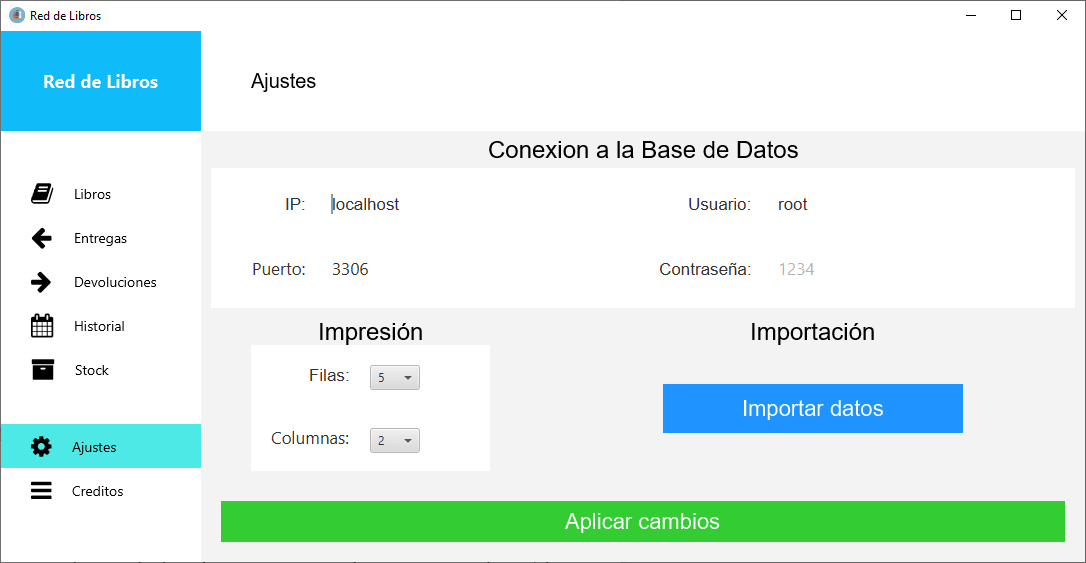 Red de Libros
Red de Libros
Ajustes
Libros
Entregas
Devoluciones
Historial
Stock
Ajustes
Creditos
Conexion a la Base de Datos
IP: localhost
Usuario: root
Puerto: 3306
Contraseña: 1234
Impresión
Filas: 5
Columnas: 2
Importación
Importar datos
Aplicar cambios